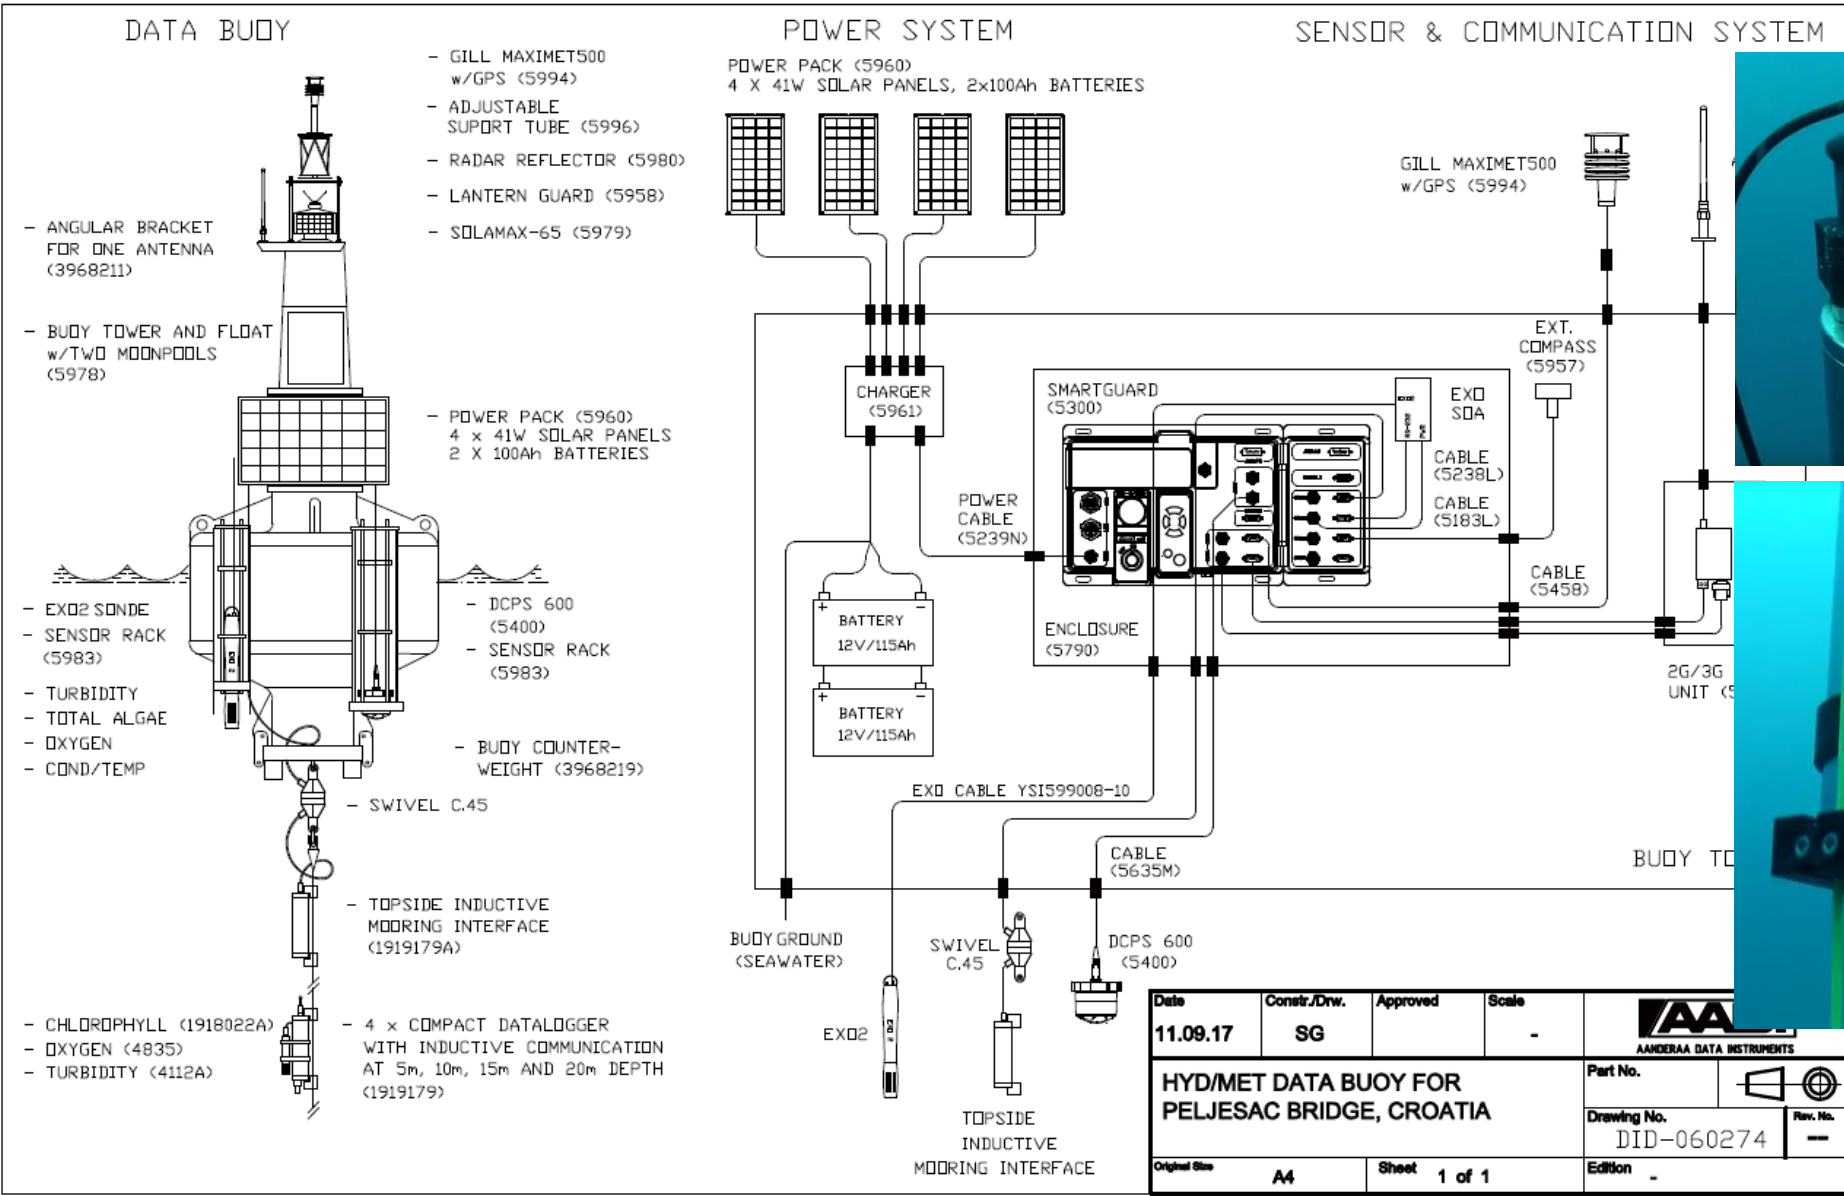 DATA BUOY
- GILL MAXIMET500
w/GPS (5994)
- ADJUSTABLE
SUPORT TUBE (5996)
- RADAR REFLECTOR (5980)
- LANTERN GUARD (5958)
- SOLAMAX-65 (5979)
- ANGULAR BRACKET
FOR ONE ANTENNA
(3968211)
- BUOY TOWER AND FLOAT
w/TWO MOONPOOLS
(5978)
- POWER PACK (5960)
4 x 41W SOLAR PANELS
2 X 100Ah BATTERIES
- EXO2 SONDE
- SENSOR RACK
(5983)
- TURBIDITY
- TOTAL ALGAE
- OXYGEN
- COND/TEMP
- DCPS 600
(5400)
- SENSOR RACK
(5983)
- BUOY COUNTER-
WEIGHT (3968219)
- SWIVEL C.45
- TOPSIDE INDUCTIVE
MOORING INTERFACE
(1919179A)
- CHLOROPHYLL (1918022A)
- OXYGEN (4835)
- TURBIDITY (4112A)
- 4 x COMPACT DATALOGGER
WITH INDUCTIVE COMMUNICATION
AT 5m, 10m, 15m AND 20m DEPTH
(1919179)
POWER SYSTEM
POWER PACK (5960)
4 X 41W SOLAR PANELS, 2x100Ah BATTERIES
CHARGER
(5961)
POWER
CABLE
(5239N)
+ -
BATTERY
12V/115Ah
+ -
BATTERY
12V/115Ah
EXO CABLE YSI599008-10
BUOY GROUND
(SEAWATER)
EXO2
SWIVEL
C.45
TOPSIDE
INDUCTIVE
MOORING INTERFACE
CABLE
(5635M)
DCPS 600
(5400)
SENSOR & COMMUNICATION SYSTEM
GILL MAXIMET500
w/GPS (5994)
EXT.
COMPASS
(5957)
SMARTGUARD
(5300)
EXO2
RS-232
PWR
EXO
SOA
CABLE
(5238L)
CABLE
(5183L)
CABLE
(5458)
ENCLOSURE
(5790)
2G/3G
UNIT (5
BUOY TO
Date
11.09.17
Constr./Drw.
SG
Approved
Scale
-
AADI
AANDERAA DATA INSTRUMENTS
HYD/MET DATA BUOY FOR
PELJESAC BRIDGE, CROATIA
Part No.
Drawing No.
DID-060274
Rev. No.
--
Original Size
A4
Sheet 1 of 1
Edition -